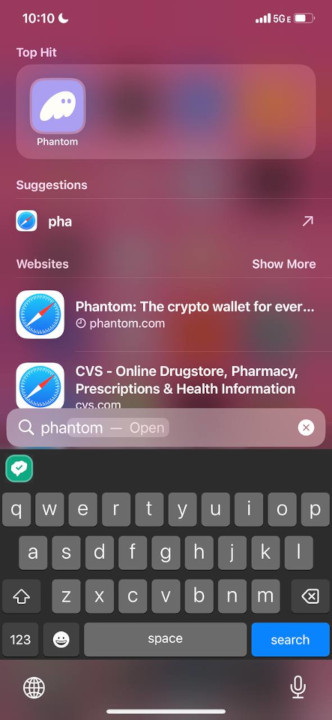 10:10
5G E
Top Hit
Phantom
Suggestions
pha
Websites
Show More
Phantom: The crypto wallet for ever...
phantom.com
CVS - Online Drugstore, Pharmacy,
Prescriptions & Health Information
cvs.com
phantom — Open
q w e r t y u i o p
a s d f g h j k l
z x c v b n m
123
space
search